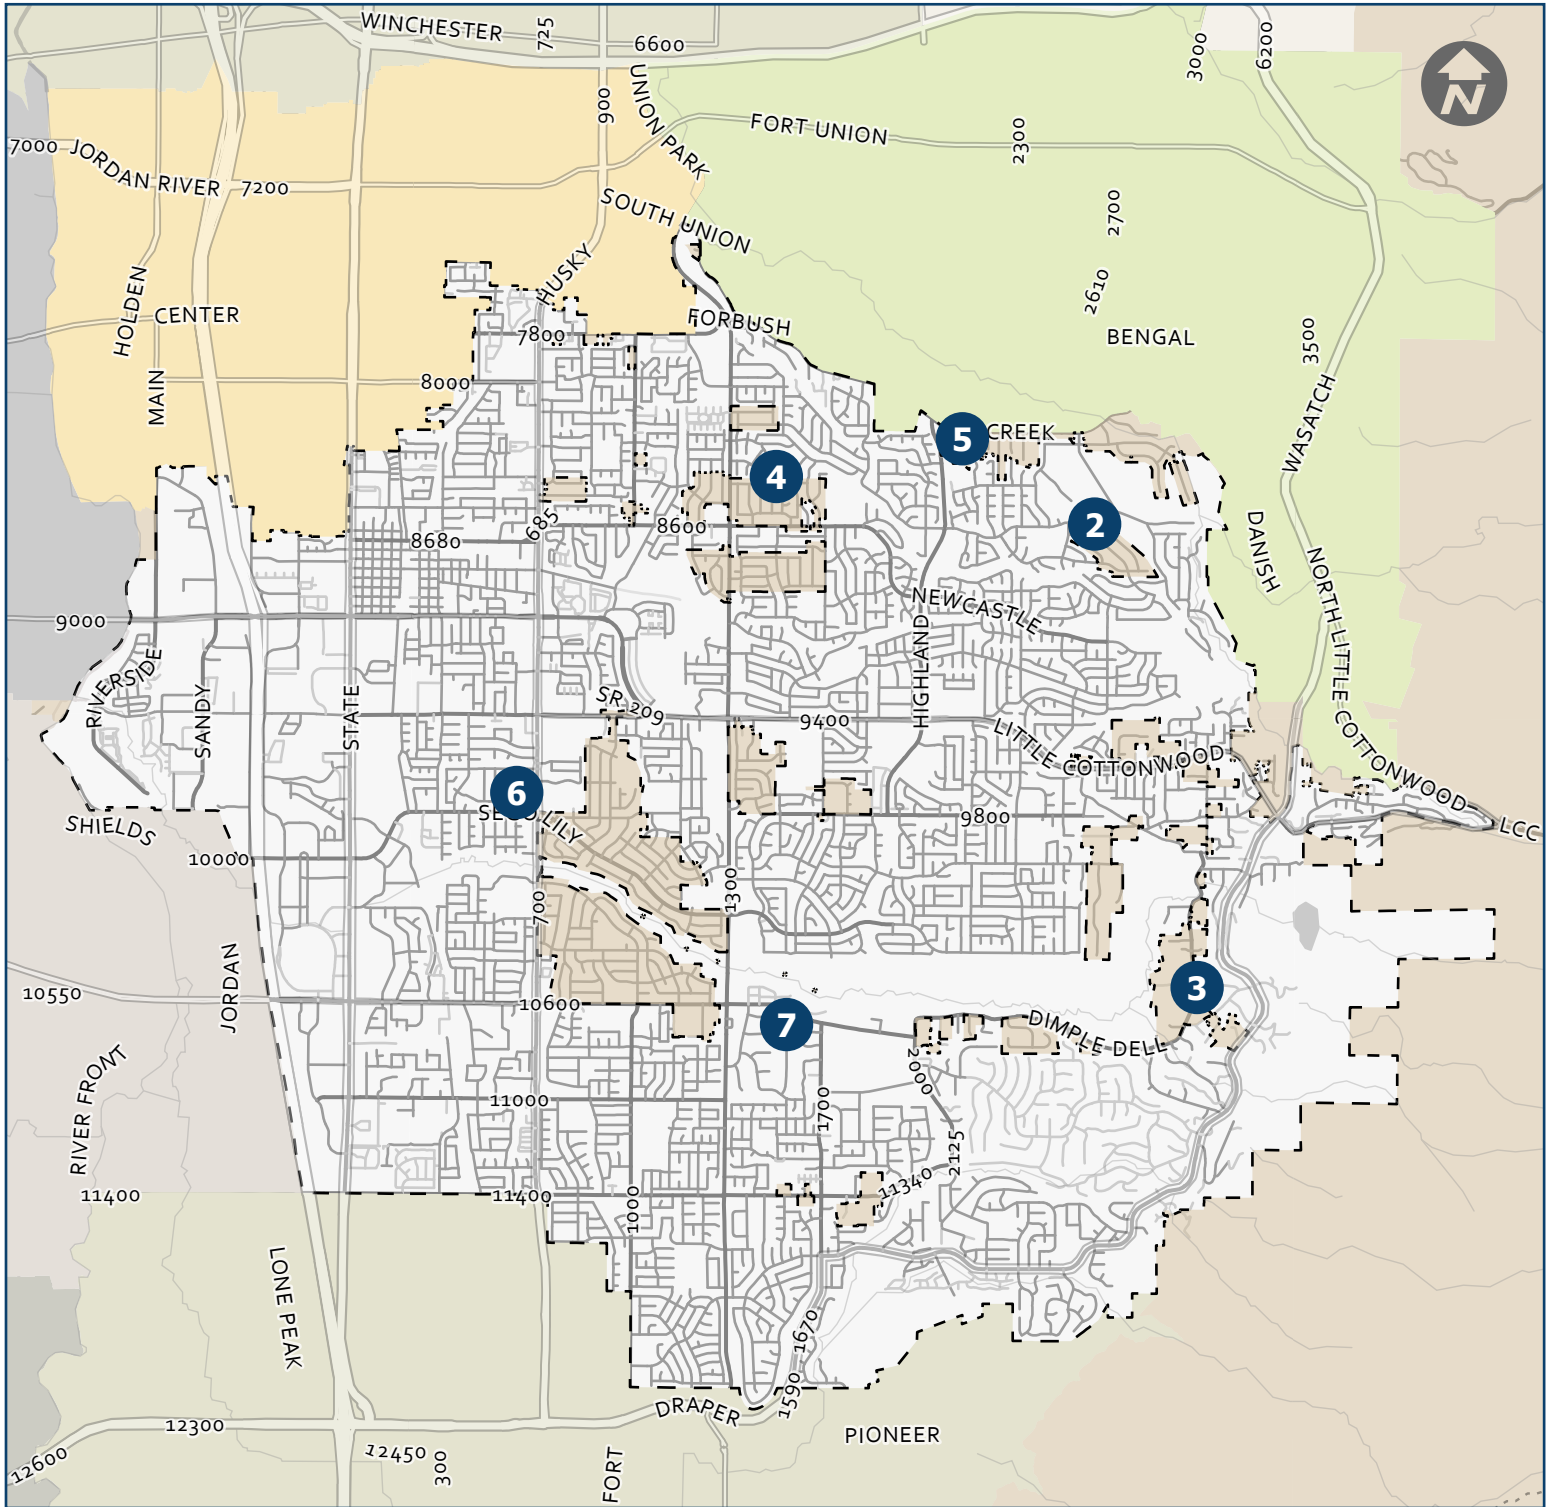 WINCHESTER
725
6600
3000
6200
N
UNION PARK
900
FORT UNION
2300
7000
JORDAN RIVER
7200
SOUTH UNION
2700
HUSKY
2610
HOLDEN
CENTER
FORBUSH
7800
BENGAL
3500
8000
MAIN
WASATCH
5
CREEK
4
685
8600
8680
2
DANISH
9000
NEWCASTLE
NORTH LITTLE COTTONWOOD
RIVERSIDE
SANDY
STATE
SR 209
HIGHLAND
9400
LITTLE COTTONWOOD
6
SEGO LILY
9800
SHIELDS
LCC
10000
1300
700
JORDAN
10550
10600
3
7
DIMPLE DELL
RIVER FRONT
2000
11000
1700
2125
11400
11400
1000
11340
LONE PEAK
1670
1590
DRAPER
12300
PIONEER
12450
300
FORT
12600